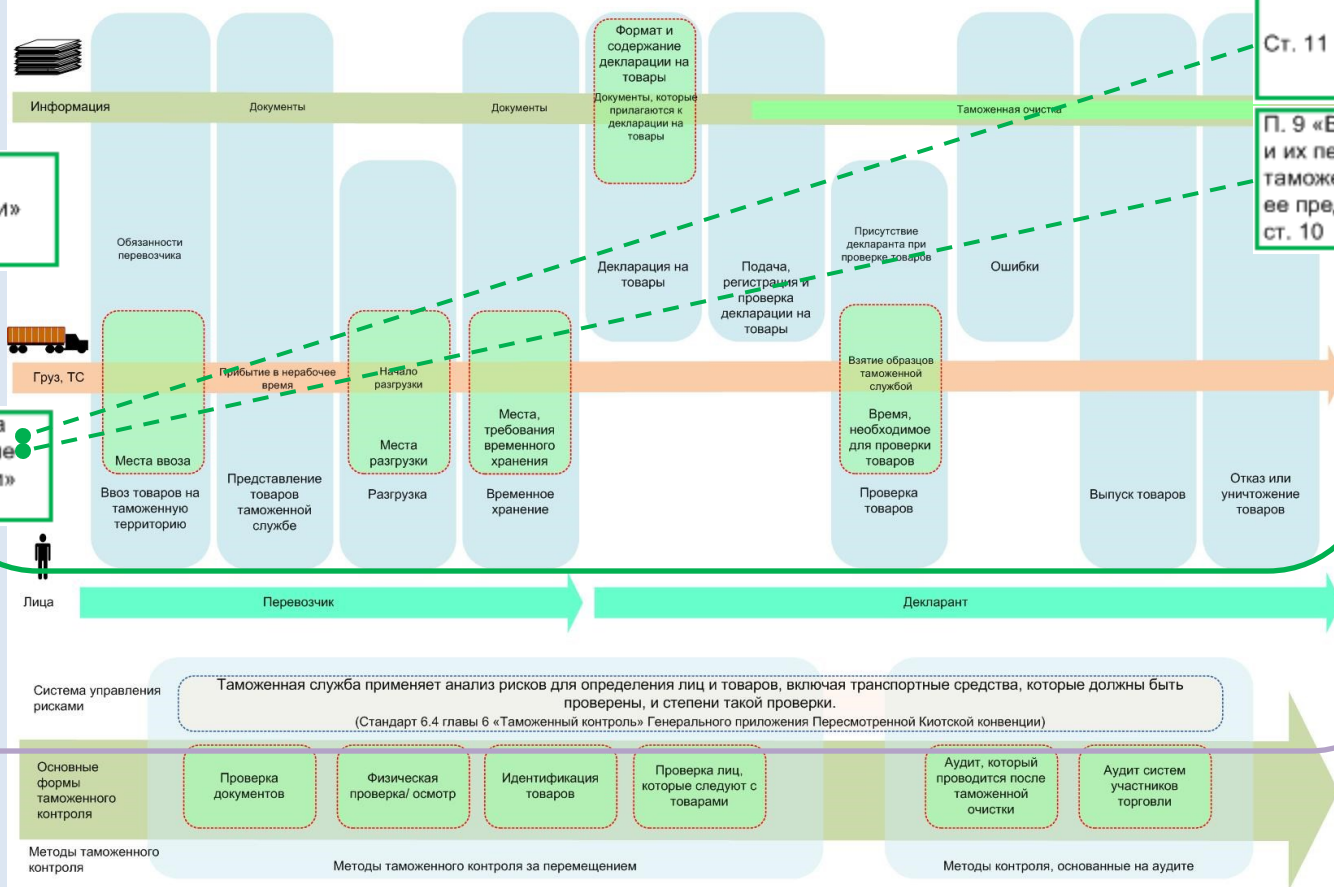 Формат и
содержание
декларации на
товары
Ст. 11
Информация
Документы
Документы
Документы, которые
прилагаются к
декларации на
товары
Таможенная очистка
П. 9
и их
ст. 10
Обязанности
перевозчика
Присутствие
декларанта при
проверке товаров
Декларация на
товары
Подача,
регистрация и
проверка
декларации на
товары
Ошибки
Груз, ТС
Прибытие в нерабочее
время
Начало
разгрузки
Взятие образцов
таможенной
службой
Места ввоза
Места
разгрузки
Места,
требования
временного
хранения
Время,
необходимое
для проверки
товаров
Ввоз товаров на
таможенную
территорию
Представление
товаров
таможенной
службе
Разгрузка
Временное
хранение
Проверка
товаров
Выпуск товаров
Отказ или
уничтожение
товаров
Лица
Перевозчик
Декларант
Система управления
рисками
Таможенная служба применяет анализ рисков для определения лиц и товаров, включая транспортные средства, которые должны быть
проверены, и степени такой проверки.
(Стандарт 6.4 главы 6 «Таможенный контроль» Генерального приложения Пересмотренной Киотской конвенции)
Основные
формы
таможенного
контроля
Проверка
документов
Физическая
проверка/ осмотр
Идентификация
товаров
Проверка лиц,
которые следуют с
товарами
Аудит, который
проводится после
таможенной
очистки
Аудит систем
участников
торговли
Методы таможенного
контроля
Методы таможенного контроля за перемещением
Методы контроля, основанные на аудите